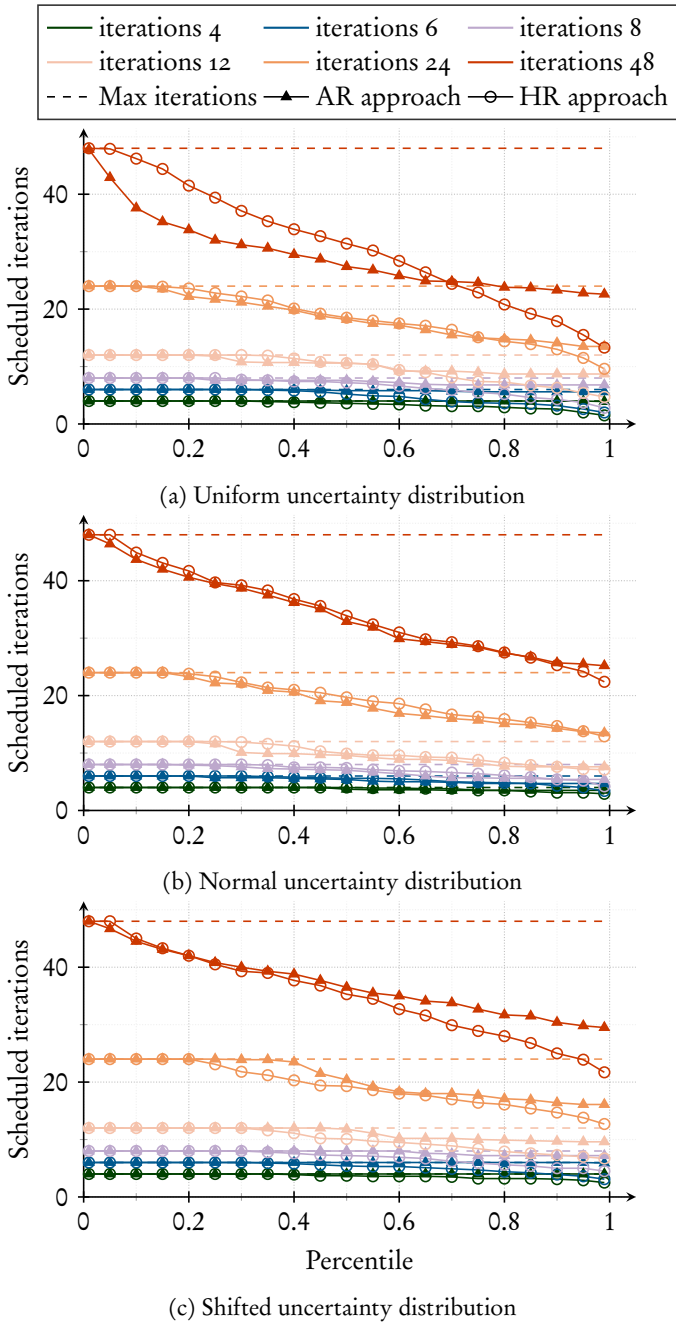 iterations 4 iterations 6 iterations 8
iterations 12 iterations 24 iterations 48
Max iterations AR approach HR approach
Scheduled iterations
40
20
0
0 0.2 0.4 0.6 0.8 1
(a) Uniform uncertainty distribution
Scheduled iterations
40
20
0
0 0.2 0.4 0.6 0.8 1
(b) Normal uncertainty distribution
Scheduled iterations
40
20
0
0 0.2 0.4 0.6 0.8 1
Percentile
(c) Shifted uncertainty distribution